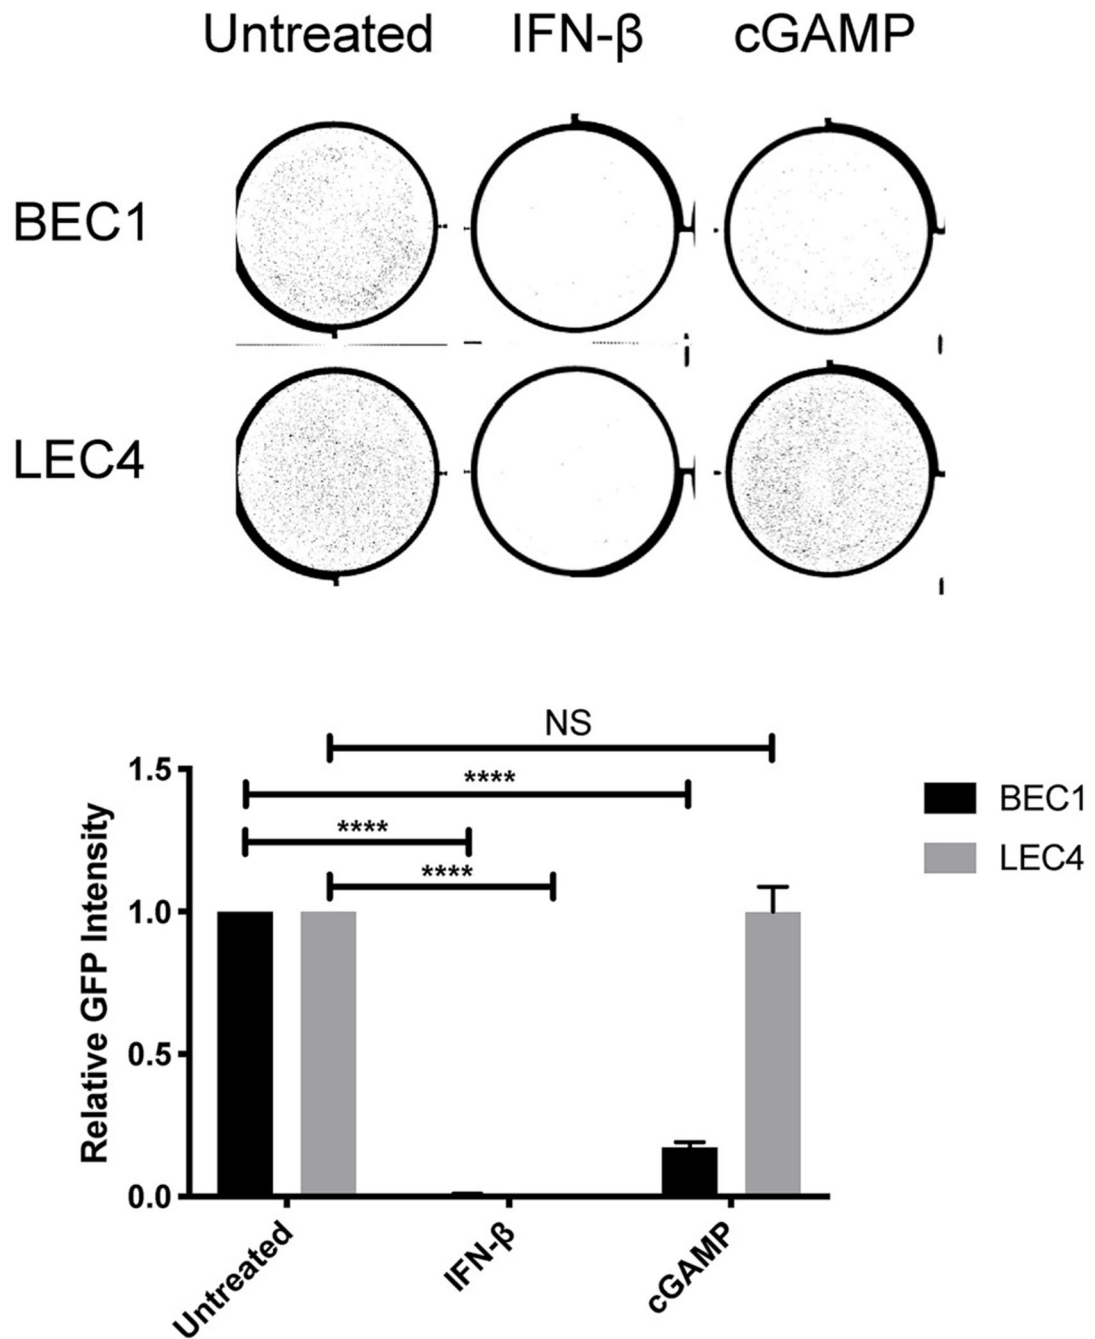 Untreated IFN-β cGAMP
BEC1
LEC4
NS
****
****
****
1.5
1.0
0.5
0.0
Relative GFP Intensity
BEC1
LEC4
Untreated
IFN-β
cGAMP